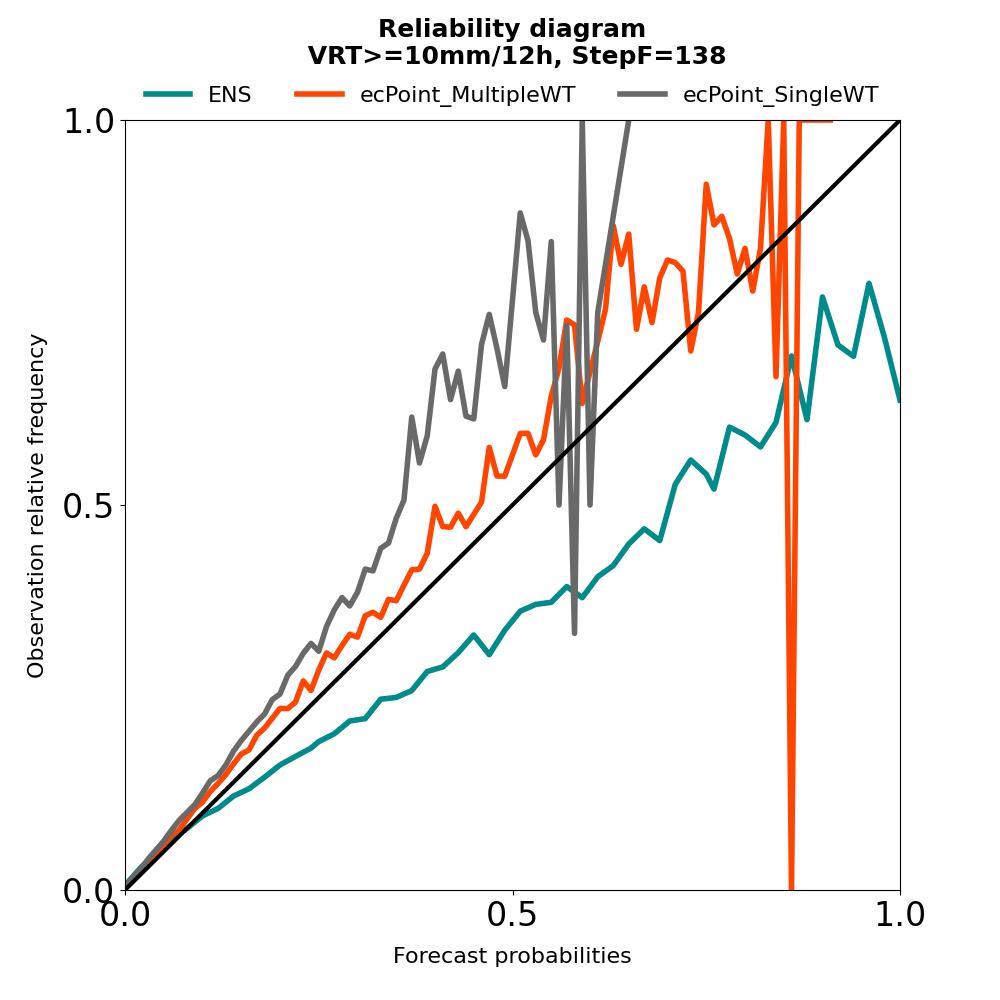 Reliability diagram
VRT>=10mm/12h, StepF=138
ENS ecPoint_MultipleWT ecPoint_SingleWT
1.0
0.5
0.0
0.0 0.5 1.0
Observation relative frequency
Forecast probabilities